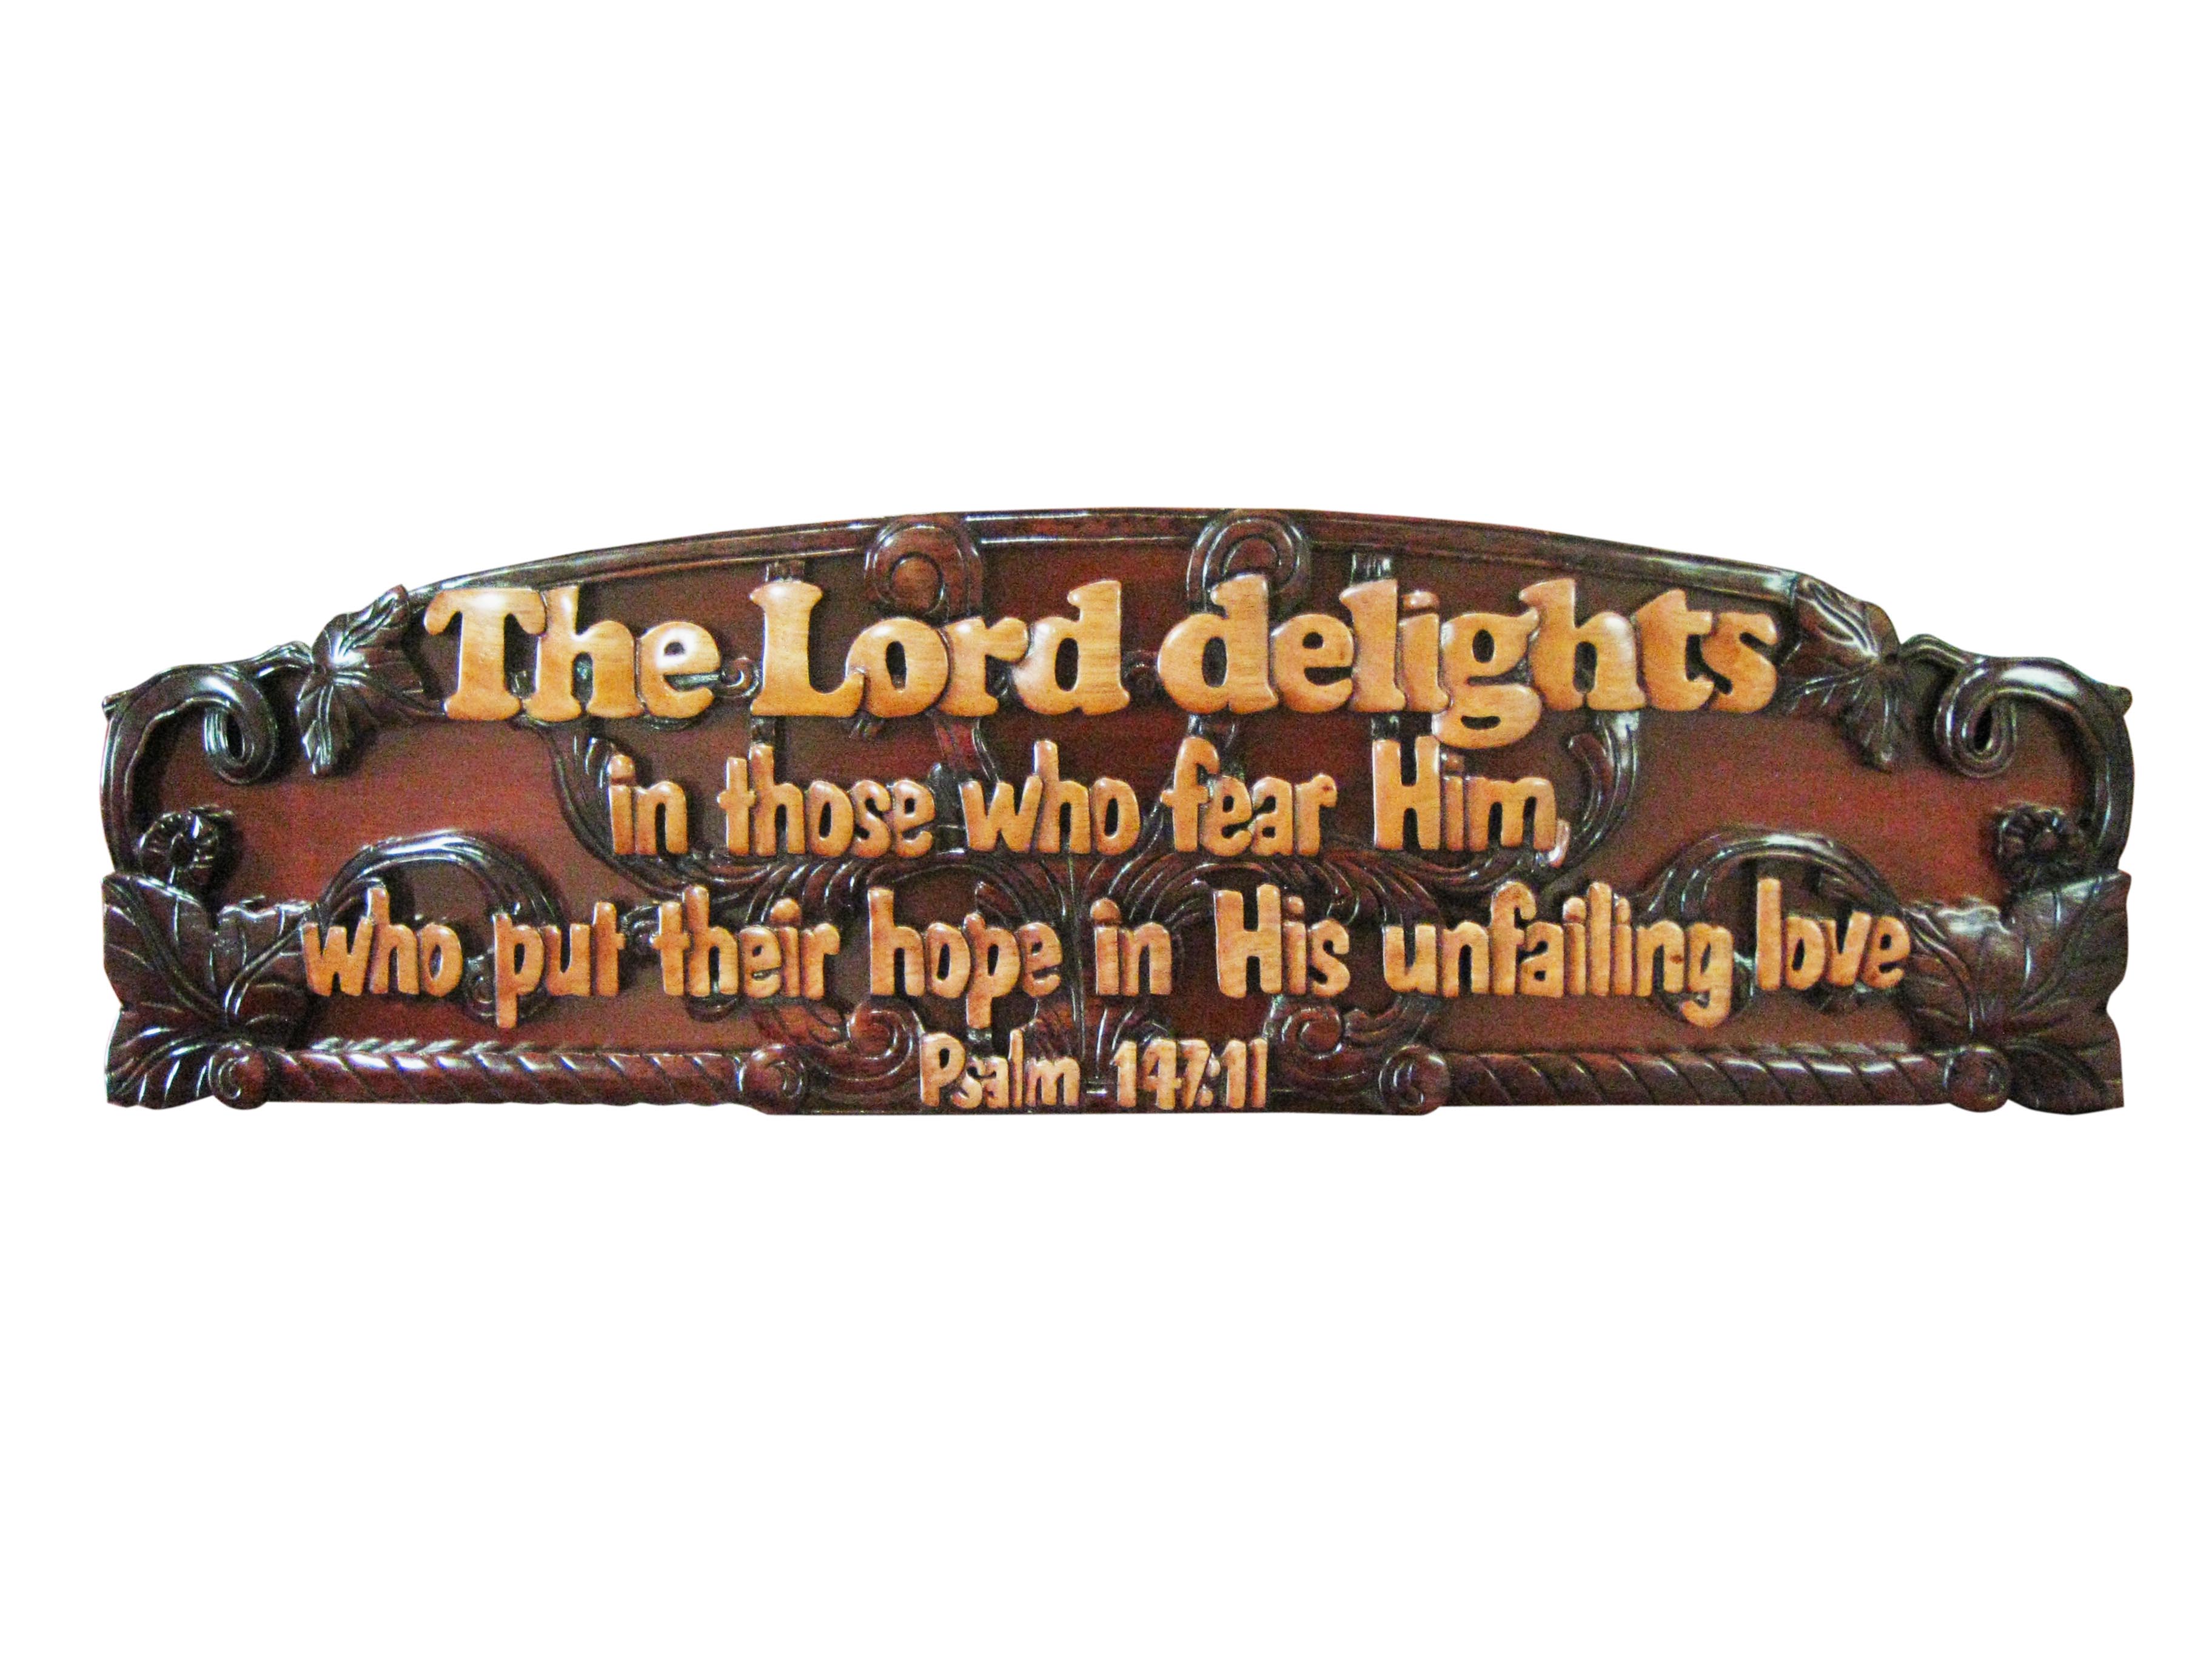 The Lord delights
in those who fear Him,
who put their hope in His unfailing love
Psalm 147:11